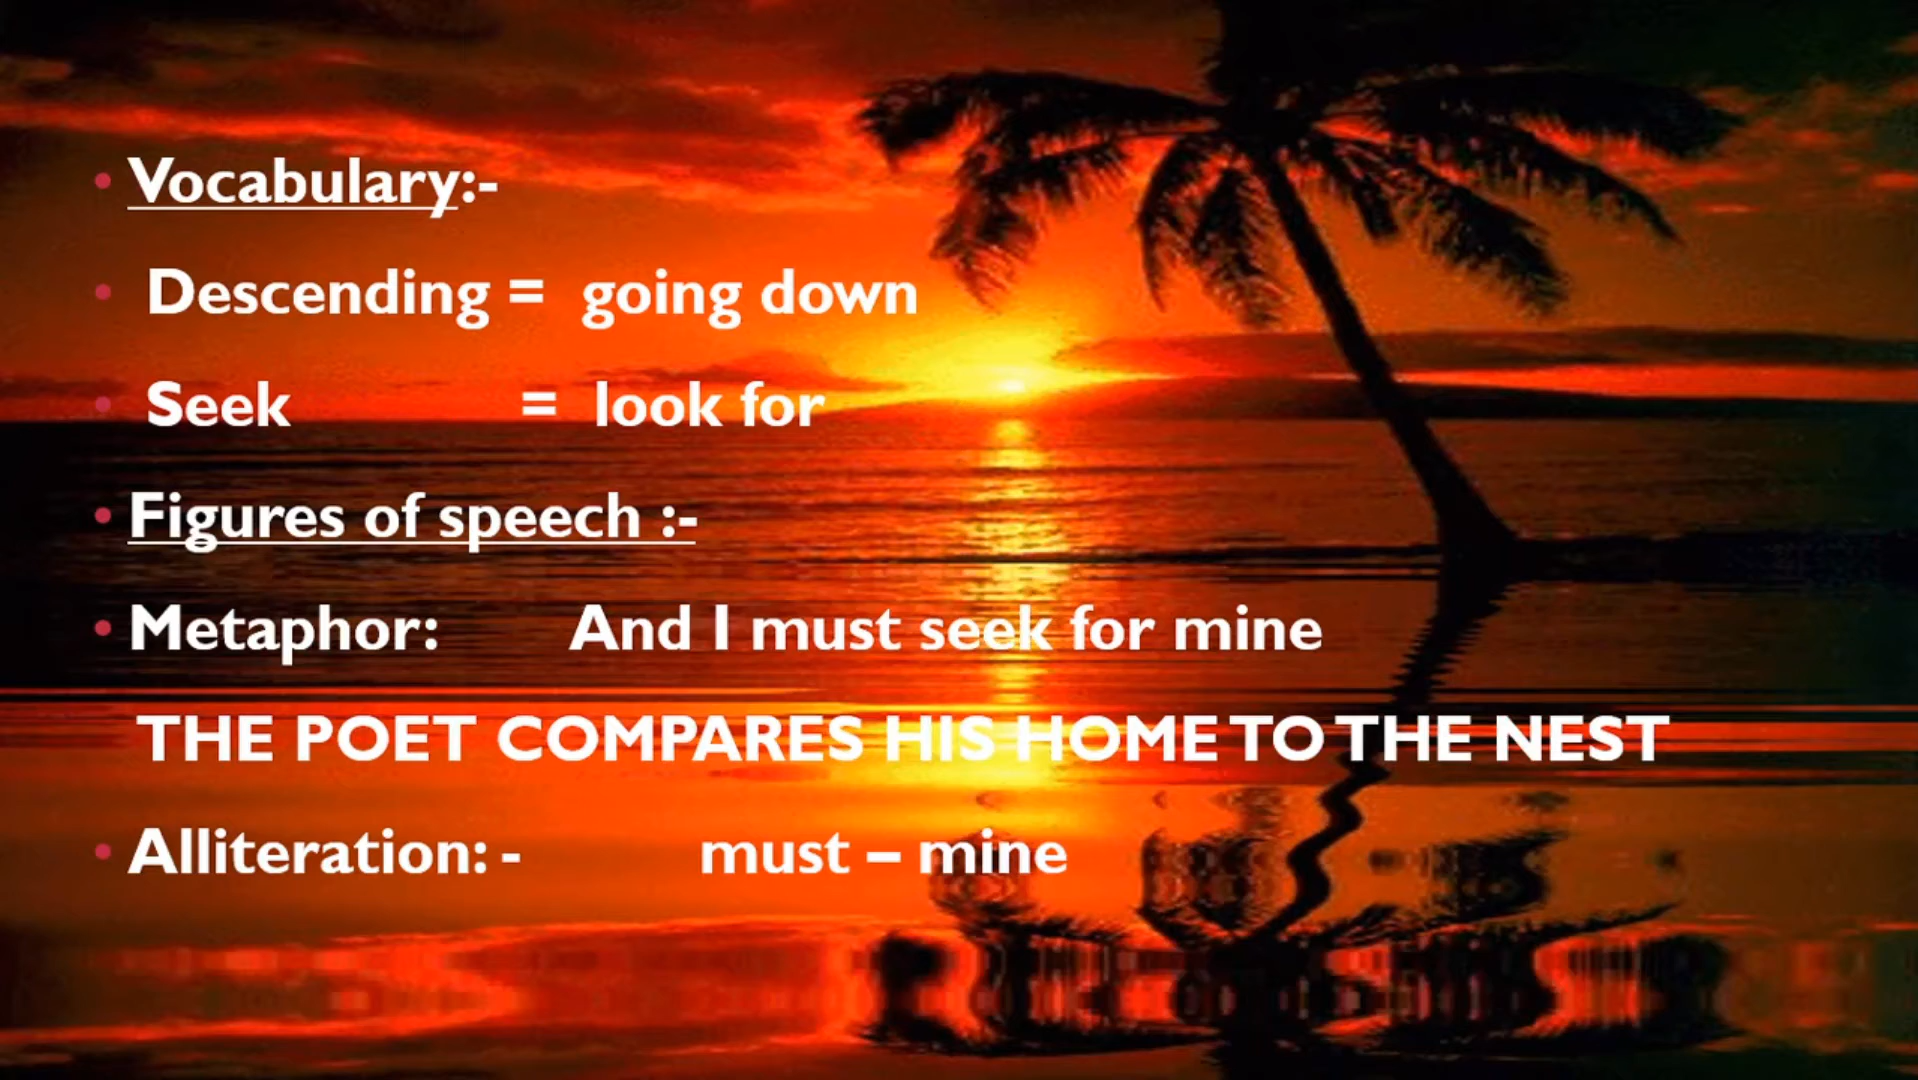 • Vocabulary:-
• Descending = going down
• Seek = look for
• Figures of speech :-
• Metaphor: And I must seek for mine
THE POET COMPARES HIS HOME TO THE NEST
• Alliteration: - must – mine